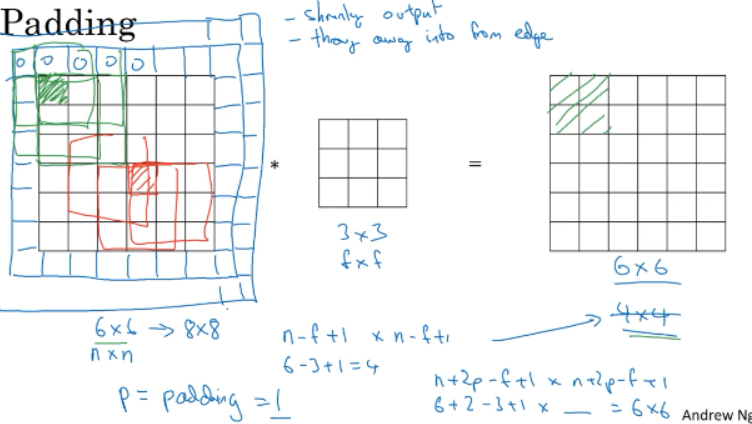 Padding
- shrinky output
- throw away info from edge
0 0 0 0 0
*
=
3×3
f×f
6×6
4×4
6×6 → 8×8
n×n
n-f+1 × n-f+1
6-3+1=4
p = padding = 1
n+2p-f+1 × n+2p-f+1
6+2-3+1 × __ = 6×6
Andrew Ng